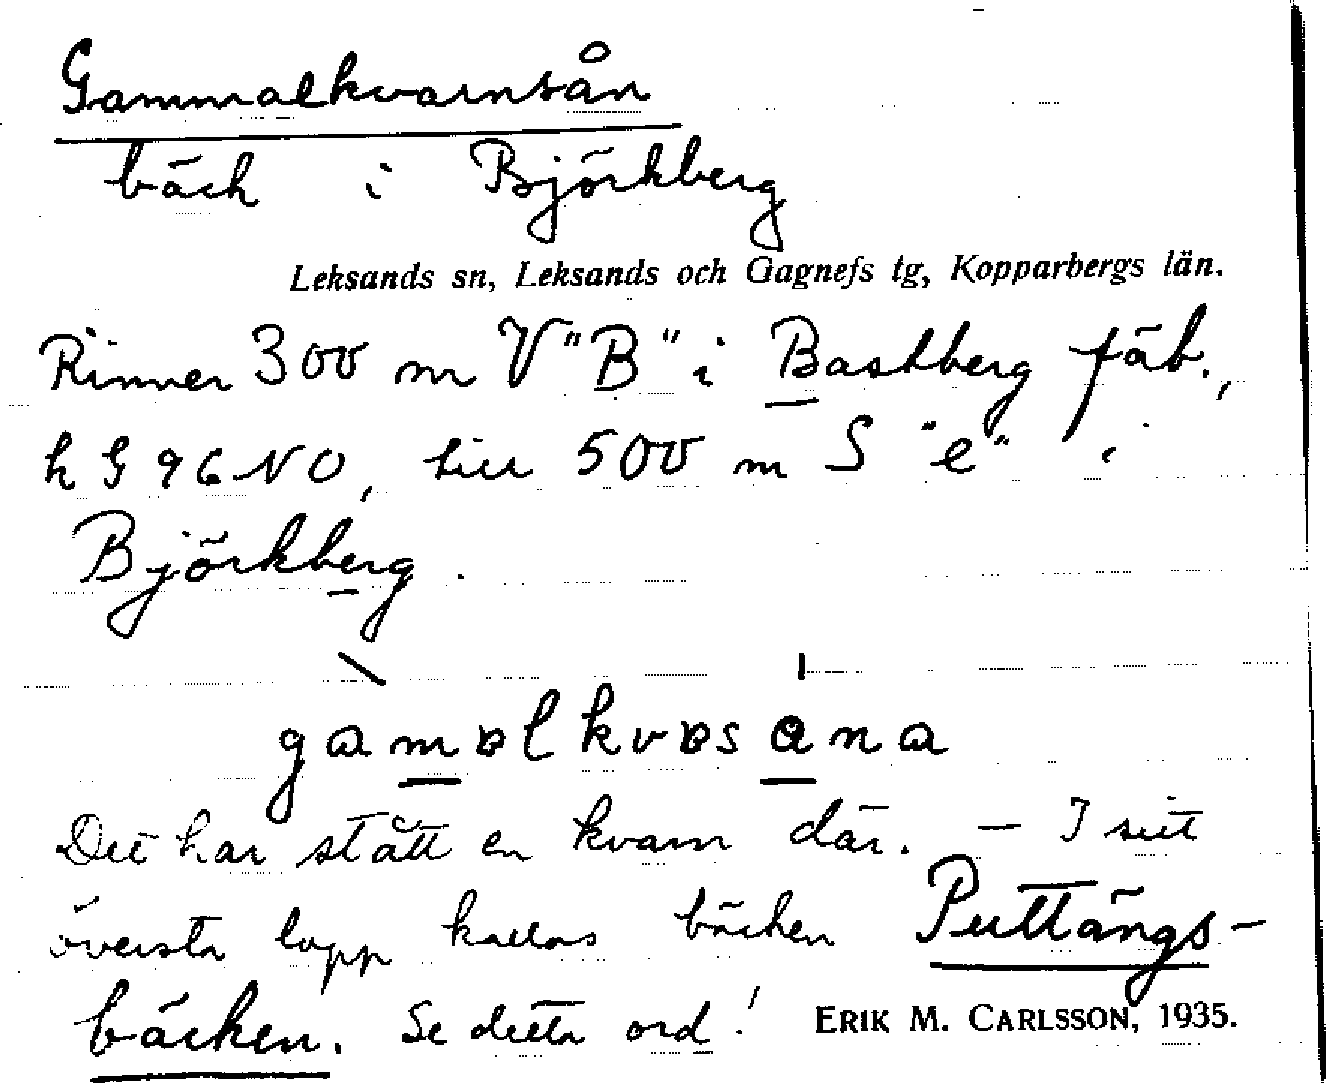 Gammalkvarnsån
bäck i Björkberg
Leksands sn, Leksands och Gagnefs tg, Kopparbergs län.
Rinner 300 m V "B" i Bastberg fäb.,
k G 96 NO, till 500 m S "e" i
Björkberg.
gamɐlkvɐsana
Det har stått en kvarn där. — I sitt
översta lopp kallas bäcken Puttängs-
bäcken. Se detta ord! ERIK M. CARLSSON, 1935.